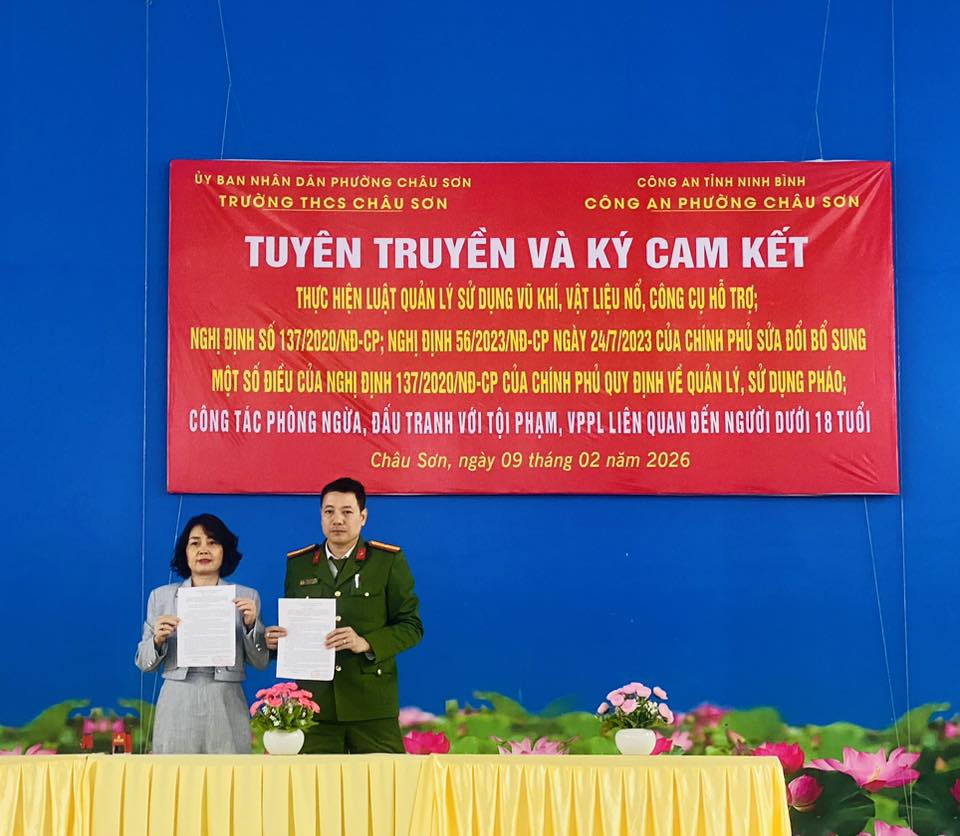 ỦY BAN NHÂN DÂN PHƯỜNG CHÂU SƠN
TRƯỜNG THCS CHÂU SƠN
CÔNG AN TỈNH NINH BÌNH
CÔNG AN PHƯỜNG CHÂU SƠN
TUYÊN TRUYỀN VÀ KÝ CAM KẾT
THỰC HIỆN LUẬT QUẢN LÝ SỬ DỤNG VŨ KHÍ, VẬT LIỆU NỔ, CÔNG CỤ HỖ TRỢ;
NGHỊ ĐỊNH SỐ 137/2020/NĐ-CP; NGHỊ ĐỊNH 56/2023/NĐ-CP NGÀY 24/7/2023 CỦA CHÍNH PHỦ SỬA ĐỔI BỔ SUNG
MỘT SỐ ĐIỀU CỦA NGHỊ ĐỊNH 137/2020/NĐ-CP CỦA CHÍNH PHỦ QUY ĐỊNH VỀ QUẢN LÝ, SỬ DỤNG PHÁO;
CÔNG TÁC PHÒNG NGỪA, ĐẤU TRANH VỚI TỘI PHẠM, VPPL LIÊN QUAN ĐẾN NGƯỜI DƯỚI 18 TUỔI
Châu Sơn, ngày 09 tháng 02 năm 2026